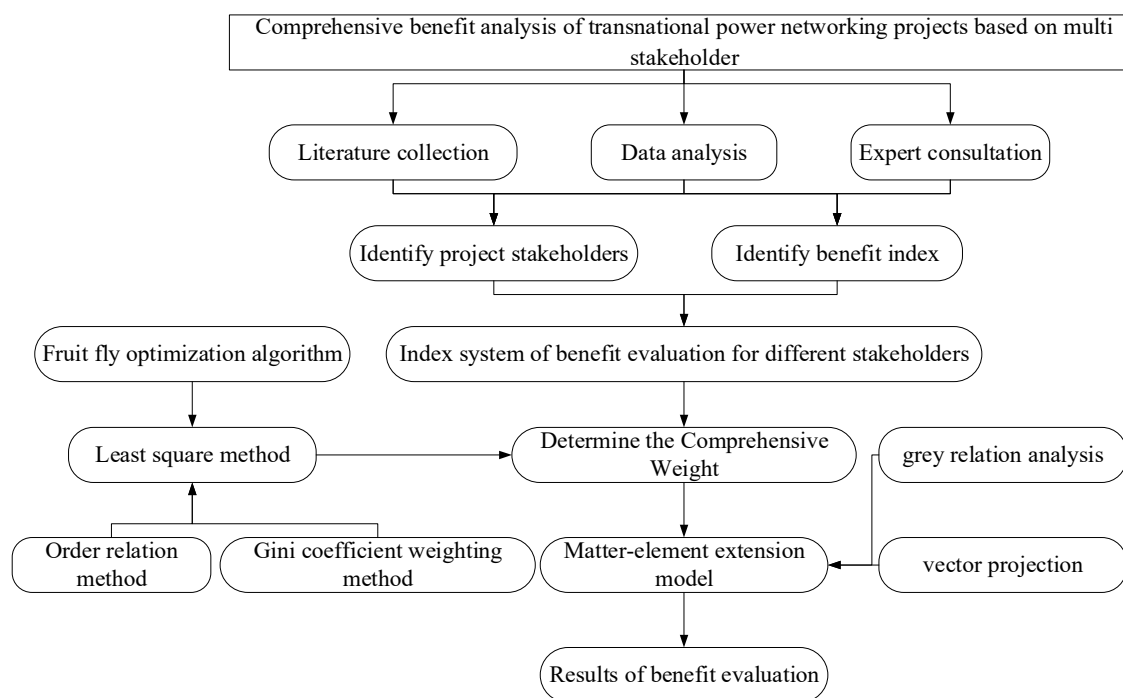 Comprehensive benefit analysis of transnational power networking projects based on multi
stakeholder
Literature collection
Data analysis
Expert consultation
Identify project stakeholders
Identify benefit index
Fruit fly optimization algorithm
Index system of benefit evaluation for different stakeholders
Least square method
Determine the Comprehensive
Weight
grey relation analysis
Order relation
method
Gini coefficient weighting
method
Matter-element extension
model
vector projection
Results of benefit evaluation